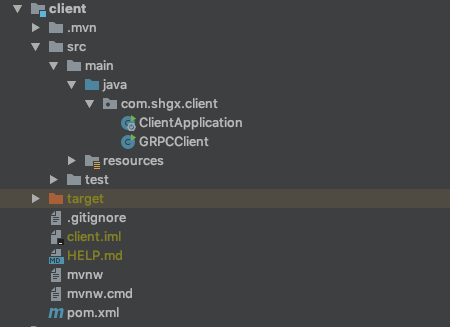 client
.mvn
src
main
java
com.shgx.client
ClientApplication
GRPCClient
resources
test
target
.gitignore
client.iml
HELP.md
mvnw
mvnw.cmd
pom.xml